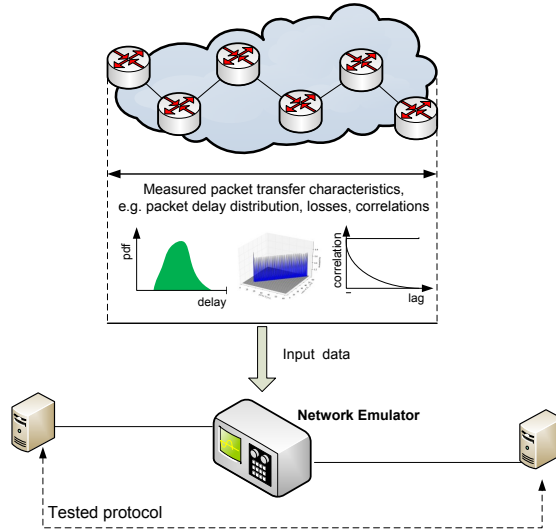 Measured packet transfer characteristics,
e.g. packet delay distribution, losses, correlations
pdf
delay
correlation
lag
Input data
Network Emulator
Tested protocol